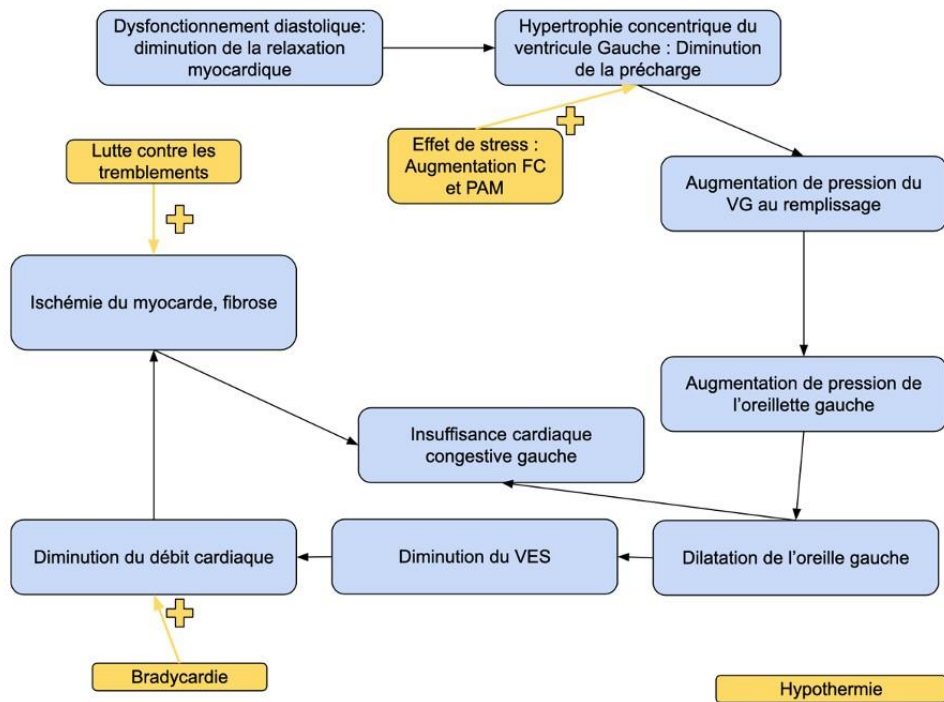 Dysfonctionnement diastolique:
diminution de la relaxation
myocardique
Hypertrophie concentrique du
ventricule Gauche : Diminution
de la précharge
Lutte contre les
tremblements
Effet de stress :
Augmentation FC
et PAM
Augmentation de pression du
VG au remplissage
Ischémie du myocarde, fibrose
Augmentation de pression de
l'oreillette gauche
Insuffisance cardiaque
congestive gauche
Diminution du débit cardiaque
Diminution du VES
Dilatation de l'oreille gauche
Bradycardie
Hypothermie